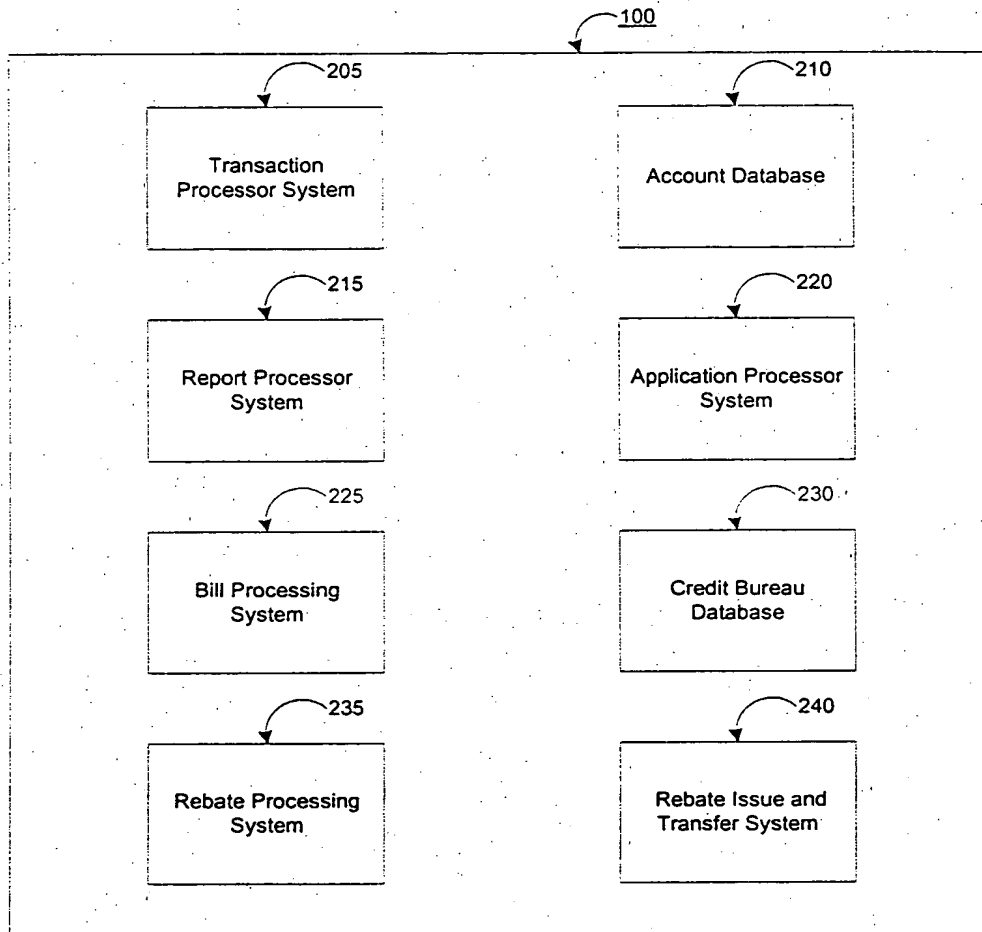 100
205
210
Transaction
Processor System
Account Database
215
220
Report Processor
System
Application Processor
System
225
230
Bill Processing
System
Credit Bureau
Database
235
240
Rebate Processing
System
Rebate Issue and
Transfer System